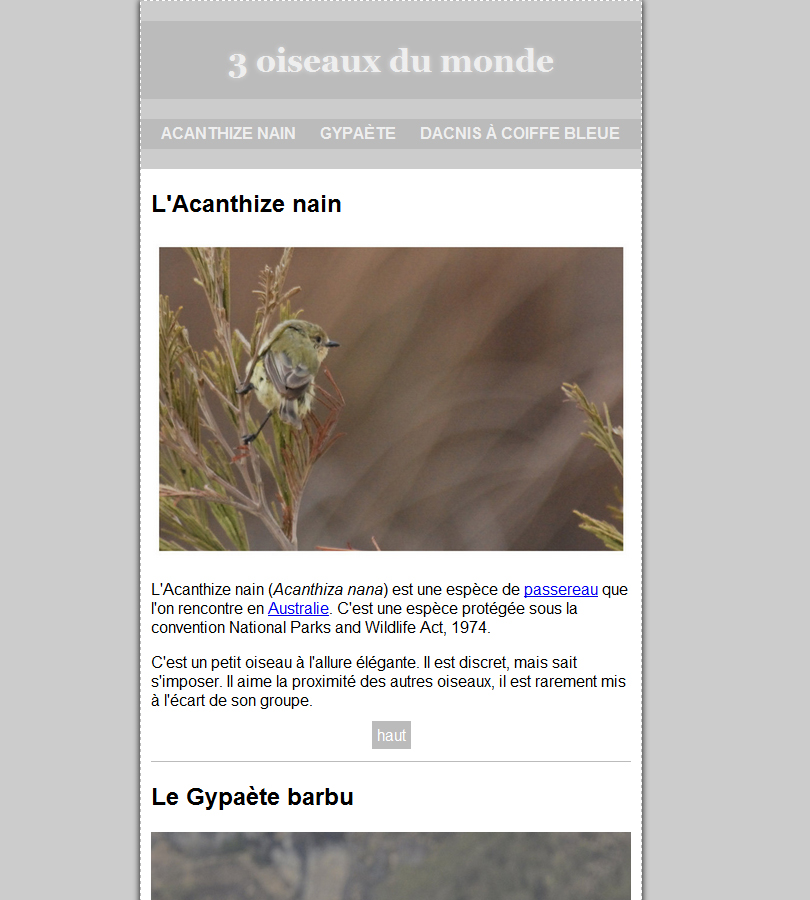 3 oiseaux du monde
ACANTHIZE NAIN GYPAÈTE DACNIS À COIFFE BLEUE
L'Acanthize nain
L'Acanthize nain (Acanthiza nana) est une espèce de passereau que
l'on rencontre en Australie. C'est une espèce protégée sous la
convention National Parks and Wildlife Act, 1974.
C'est un petit oiseau à l'allure élégante. Il est discret, mais sait
s'imposer. Il aime la proximité des autres oiseaux, il est rarement mis
à l'écart de son groupe.
haut
Le Gypaète barbu